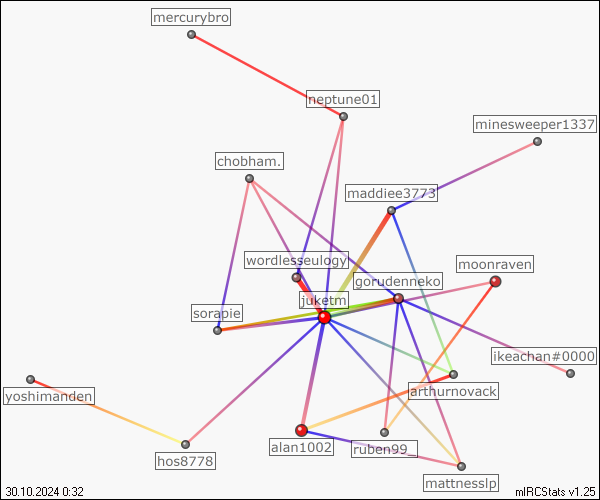 mercurybro
neptune01
minesweeper1337
chobham.
maddiee3773
wordlesseulogy
moonraven
gorudenneko
juketm
sorapie
ikeachan#0000
yoshimanden
arthurnovack
alan1002
ruben99_
hos8778
mattnesslp
30.10.2024 0:32
mIRCStats v1.25